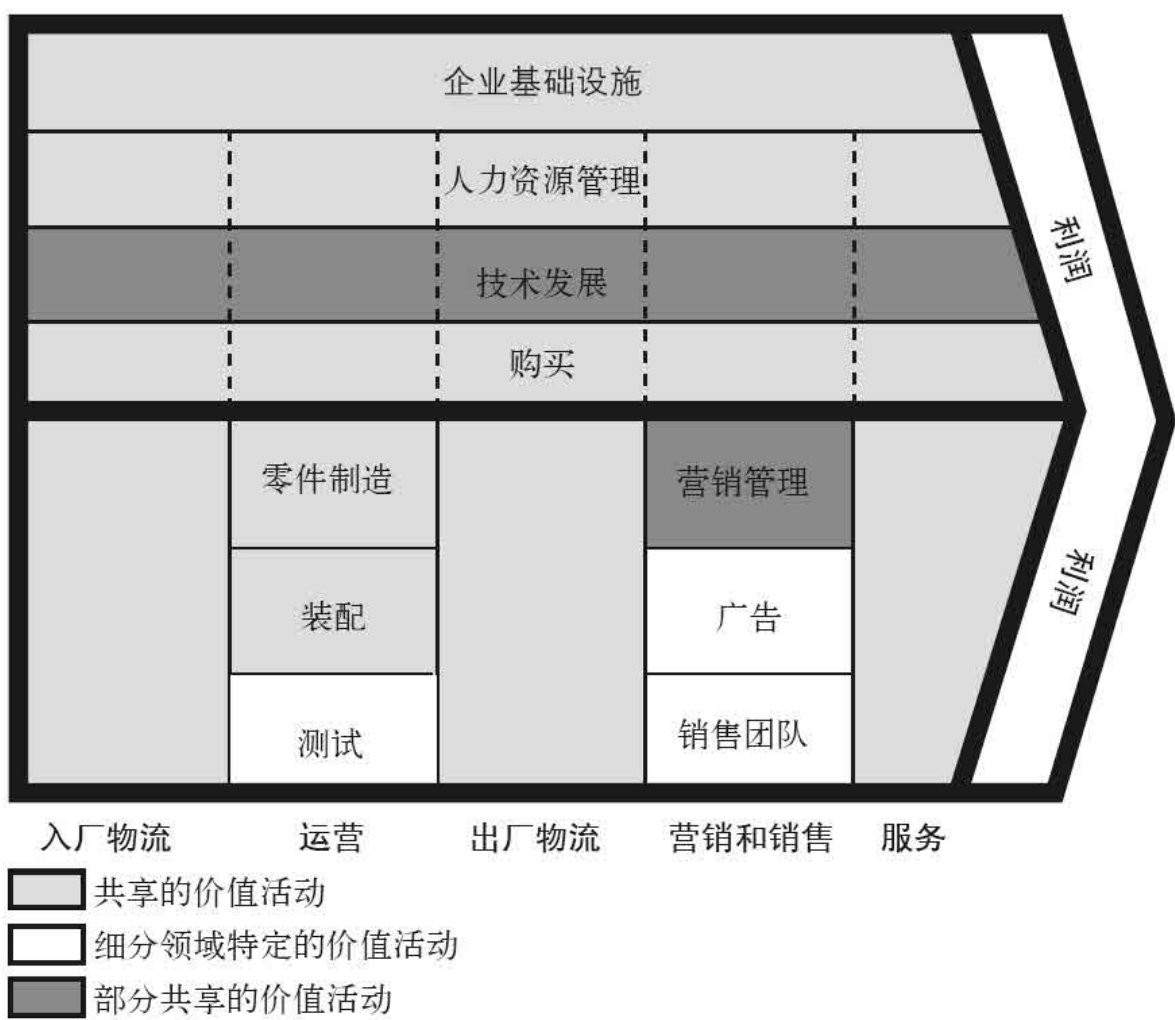 企业基础设施
人力资源管理
技术发展
购买
利润
零件制造
营销管理
装配
广告
利润
测试
销售团队
入厂物流 运营 出厂物流 营销和销售 服务
共享的价值活动
细分领域特定的价值活动
部分共享的价值活动